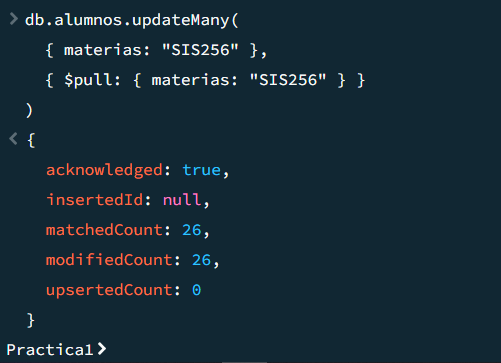 > db.alumnos.updateMany(
{ materias: "SIS256" },
{ $pull: { materias: "SIS256" } }
)
< {
acknowledged: true,
insertedId: null,
matchedCount: 26,
modifiedCount: 26,
upsertedCount: 0
}
Practica1>